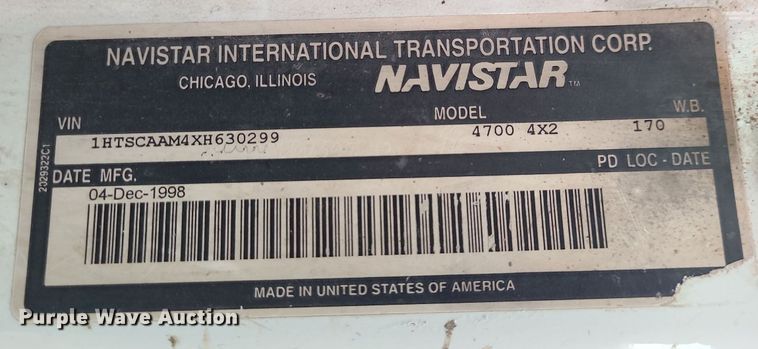 NAVISTAR INTERNATIONAL TRANSPORTATION CORP.
CHICAGO, ILLINOIS NAVISTAR TM
VIN MODEL W.B.
1HTSCAAM4XH630299 4700 4X2 170
DATE MFG. PD LOC - DATE
04-Dec-1998
2029322C1
MADE IN UNITED STATES OF AMERICA
Purple Wave Auction